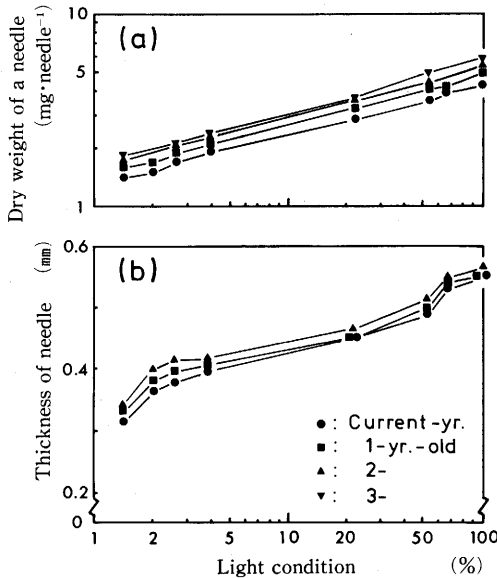 Dry weight of a needle
(mg·needle⁻¹)
10
5
1
(a)
Thickness of needle (mm)
0.6
0.4
0.2
0
(b)
● : Current-yr.
■ : 1-yr.-old
▲ : 2-
▼ : 3-
1 2 5 10 20 50 100
Light condition (%)